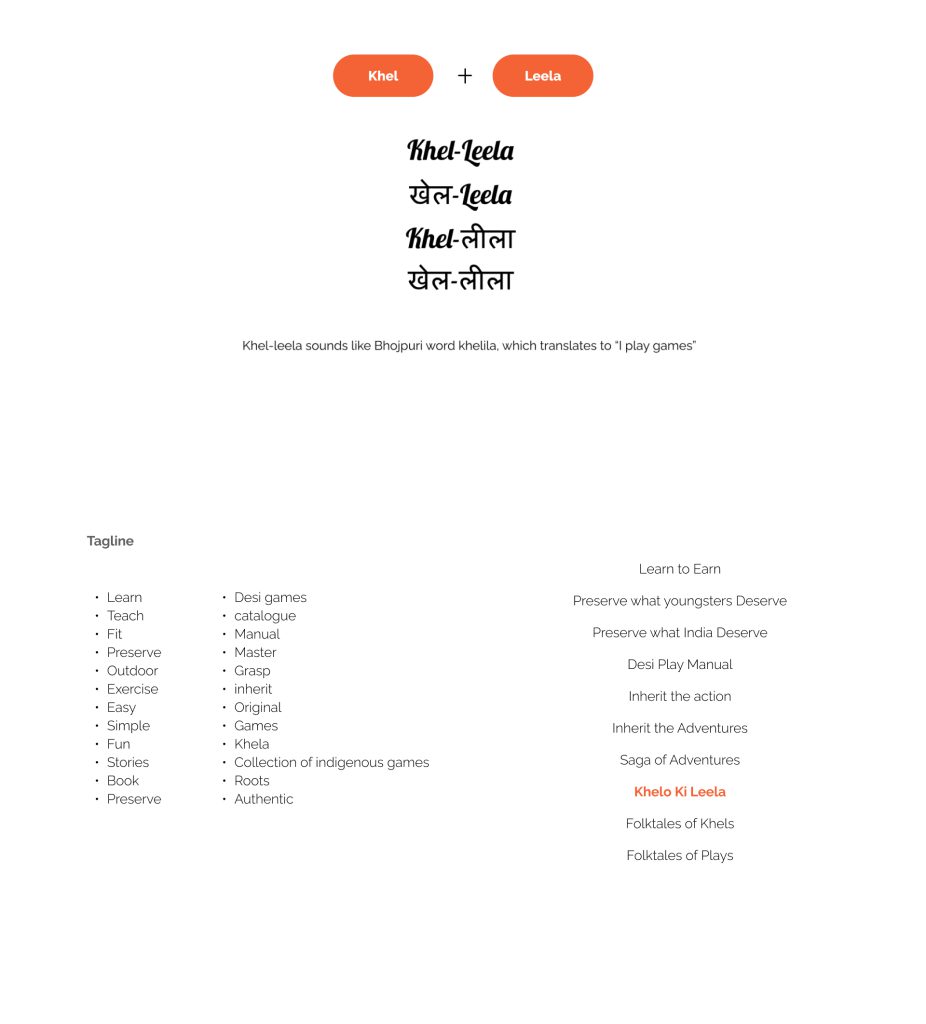 Khel + Leela
Khel-Leela
खेल-Leela
Khel-लीला
खेल-लीला
Khel-leela sounds like Bhojpuri word khelila, which translates to “I play games”
Tagline
• Learn
• Teach
• Fit
• Preserve
• Outdoor
• Exercise
• Easy
• Simple
• Fun
• Stories
• Book
• Preserve
• Desi games
• catalogue
• Manual
• Master
• Grasp
• inherit
• Original
• Games
• Khela
• Collection of indigenous games
• Roots
• Authentic
Learn to Earn
Preserve what youngsters Deserve
Preserve what India Deserve
Desi Play Manual
Inherit the action
Inherit the Adventures
Saga of Adventures
Khelo Ki Leela
Folktales of Khels
Folktales of Plays